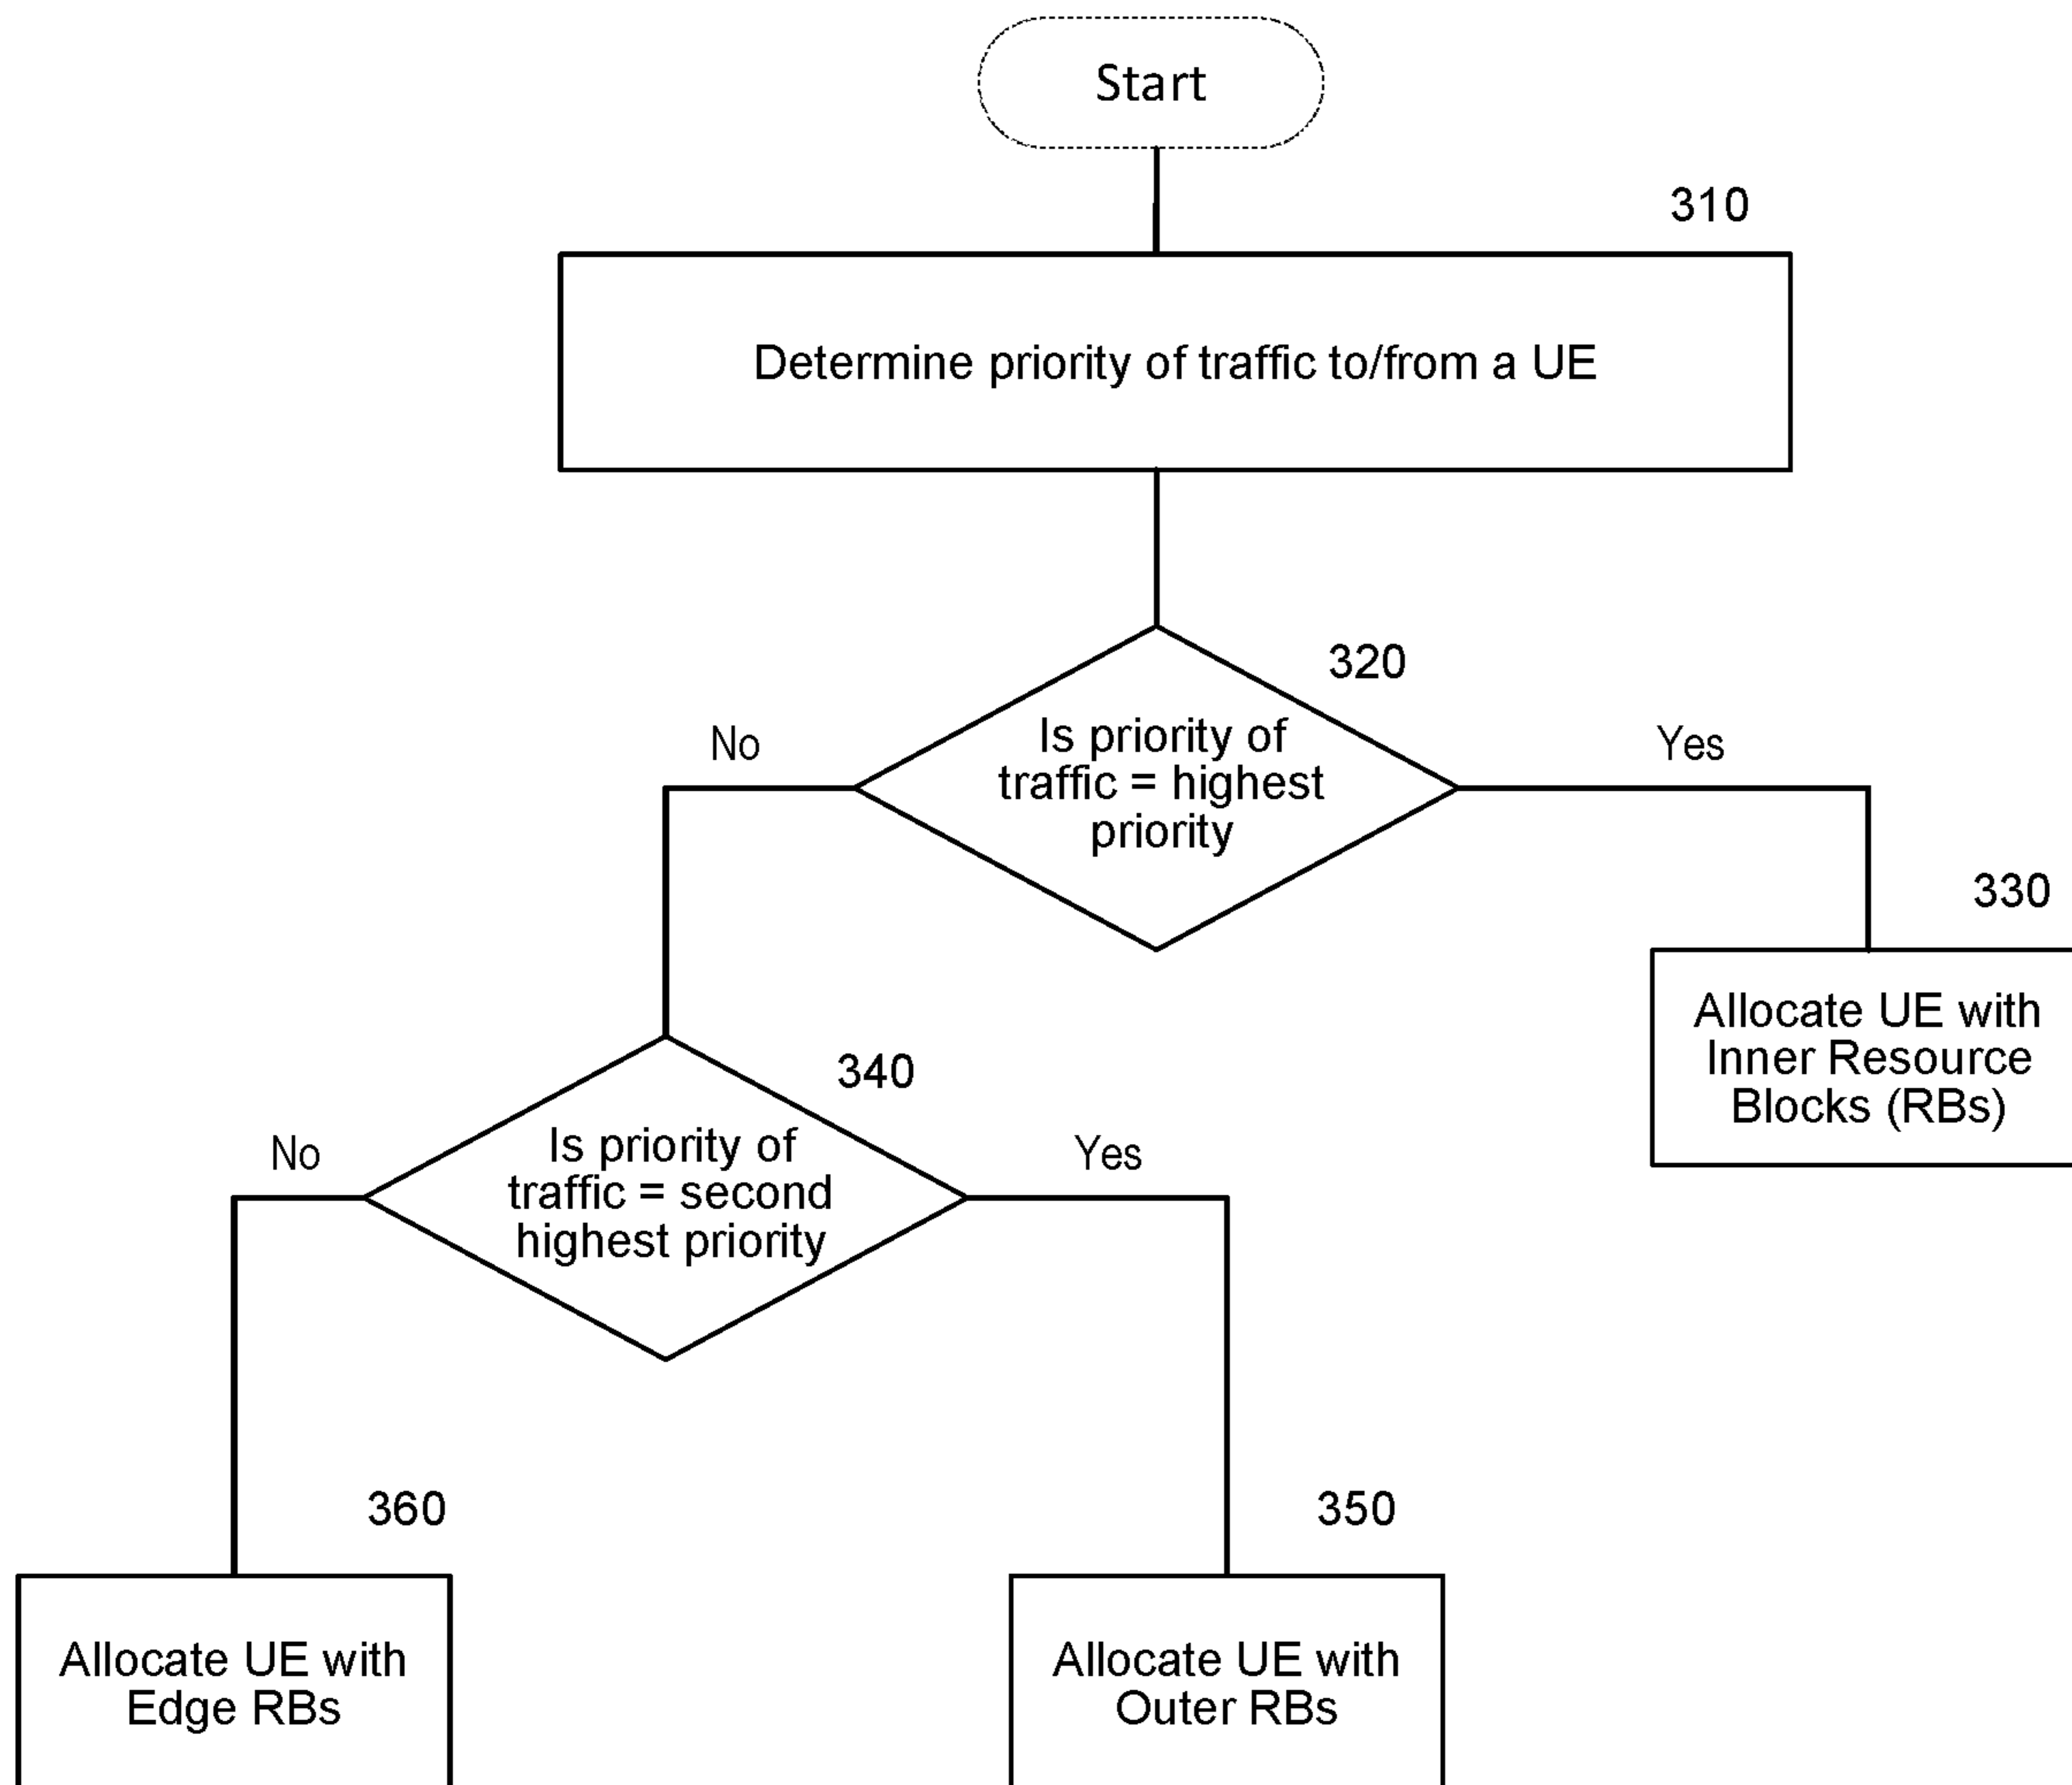 Start
310
Determine priority of traffic to/from a UE
320
Is priority of
traffic = highest
priority
No
Yes
330
Allocate UE with
Inner Resource
Blocks (RBs)
340
Is priority of
traffic = second
highest priority
No
Yes
360
350
Allocate UE with
Edge RBs
Allocate UE with
Outer RBs